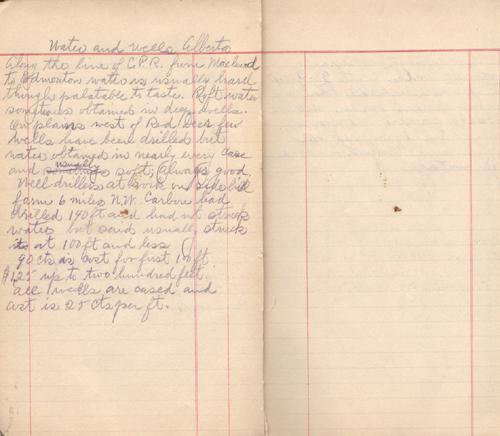 Water and Wells, Alberta
Along the line of C.P.R. from Macleod
to Edmonton water is usually hard
though palatable to taste. Soft water
sometimes obtained in deep wells.
On plains west of Red Deer few
wells have been drilled but
water obtained in nearly every case
and usually soft, always good.
Well drillers at work on side hill
farm 6 miles N.W. Carbon had
drilled 140 ft and had not struck
water but said usually struck
it at 100 ft and less
90 cts is cost for first 100 ft
$1.25 up to two hundred feet
all wells are cased and
cost is 25 cts per ft.